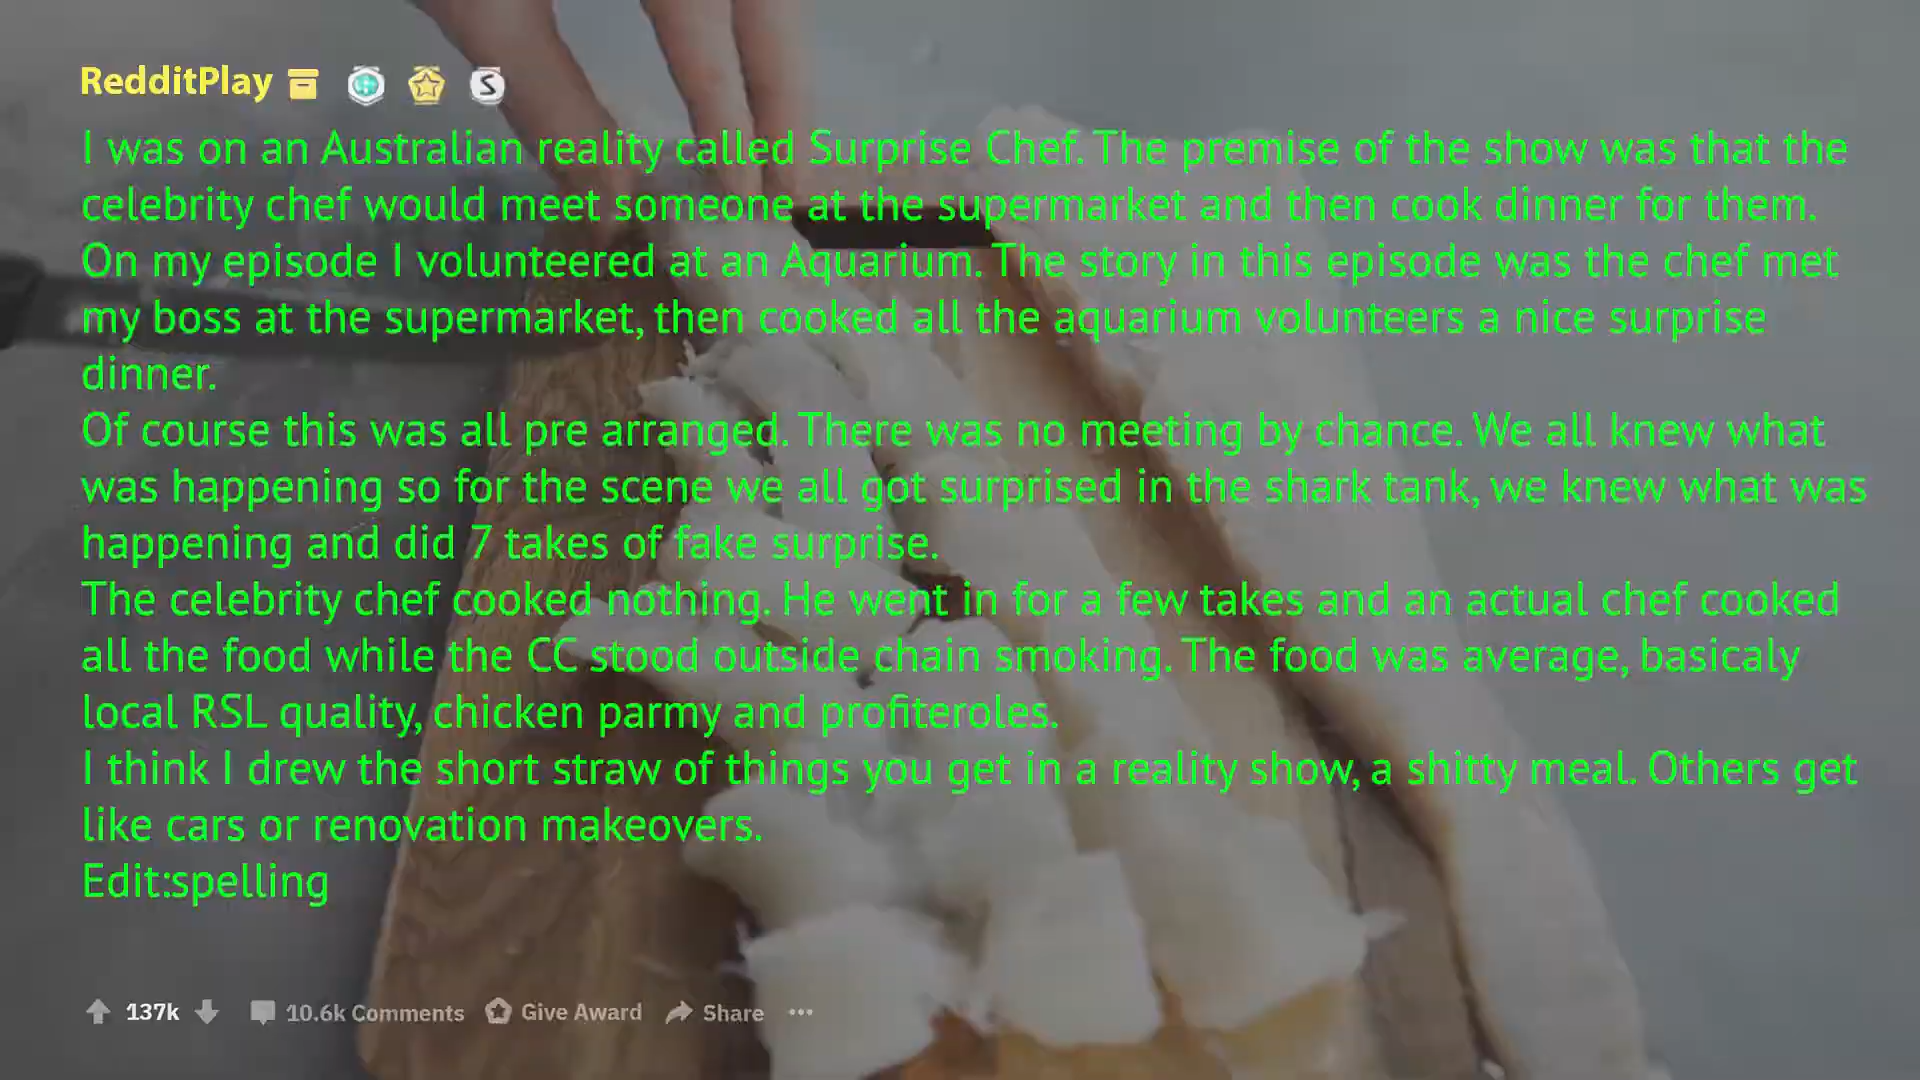 RedditPlay
I was on an Australian reality called Surprise Chef. The premise of the show was that the
celebrity chef would meet someone at the supermarket and then cook dinner for them.
On my episode I volunteered at an Aquarium. The story in this episode was the chef met
my boss at the supermarket, then cooked all the aquarium volunteers a nice surprise
dinner.
Of course this was all pre arranged. There was no meeting by chance. We all knew what
was happening so for the scene we all got surprised in the shark tank, we knew what was
happening and did 7 takes of fake surprise.
The celebrity chef cooked nothing. He went in for a few takes and an actual chef cooked
all the food while the CC stood outside chain smoking. The food was average, basicaly
local RSL quality, chicken parmy and profiteroles.
I think I drew the short straw of things you get in a reality show, a shitty meal. Others get
like cars or renovation makeovers.
Edit:spelling
137k 10.6k Comments Give Award Share